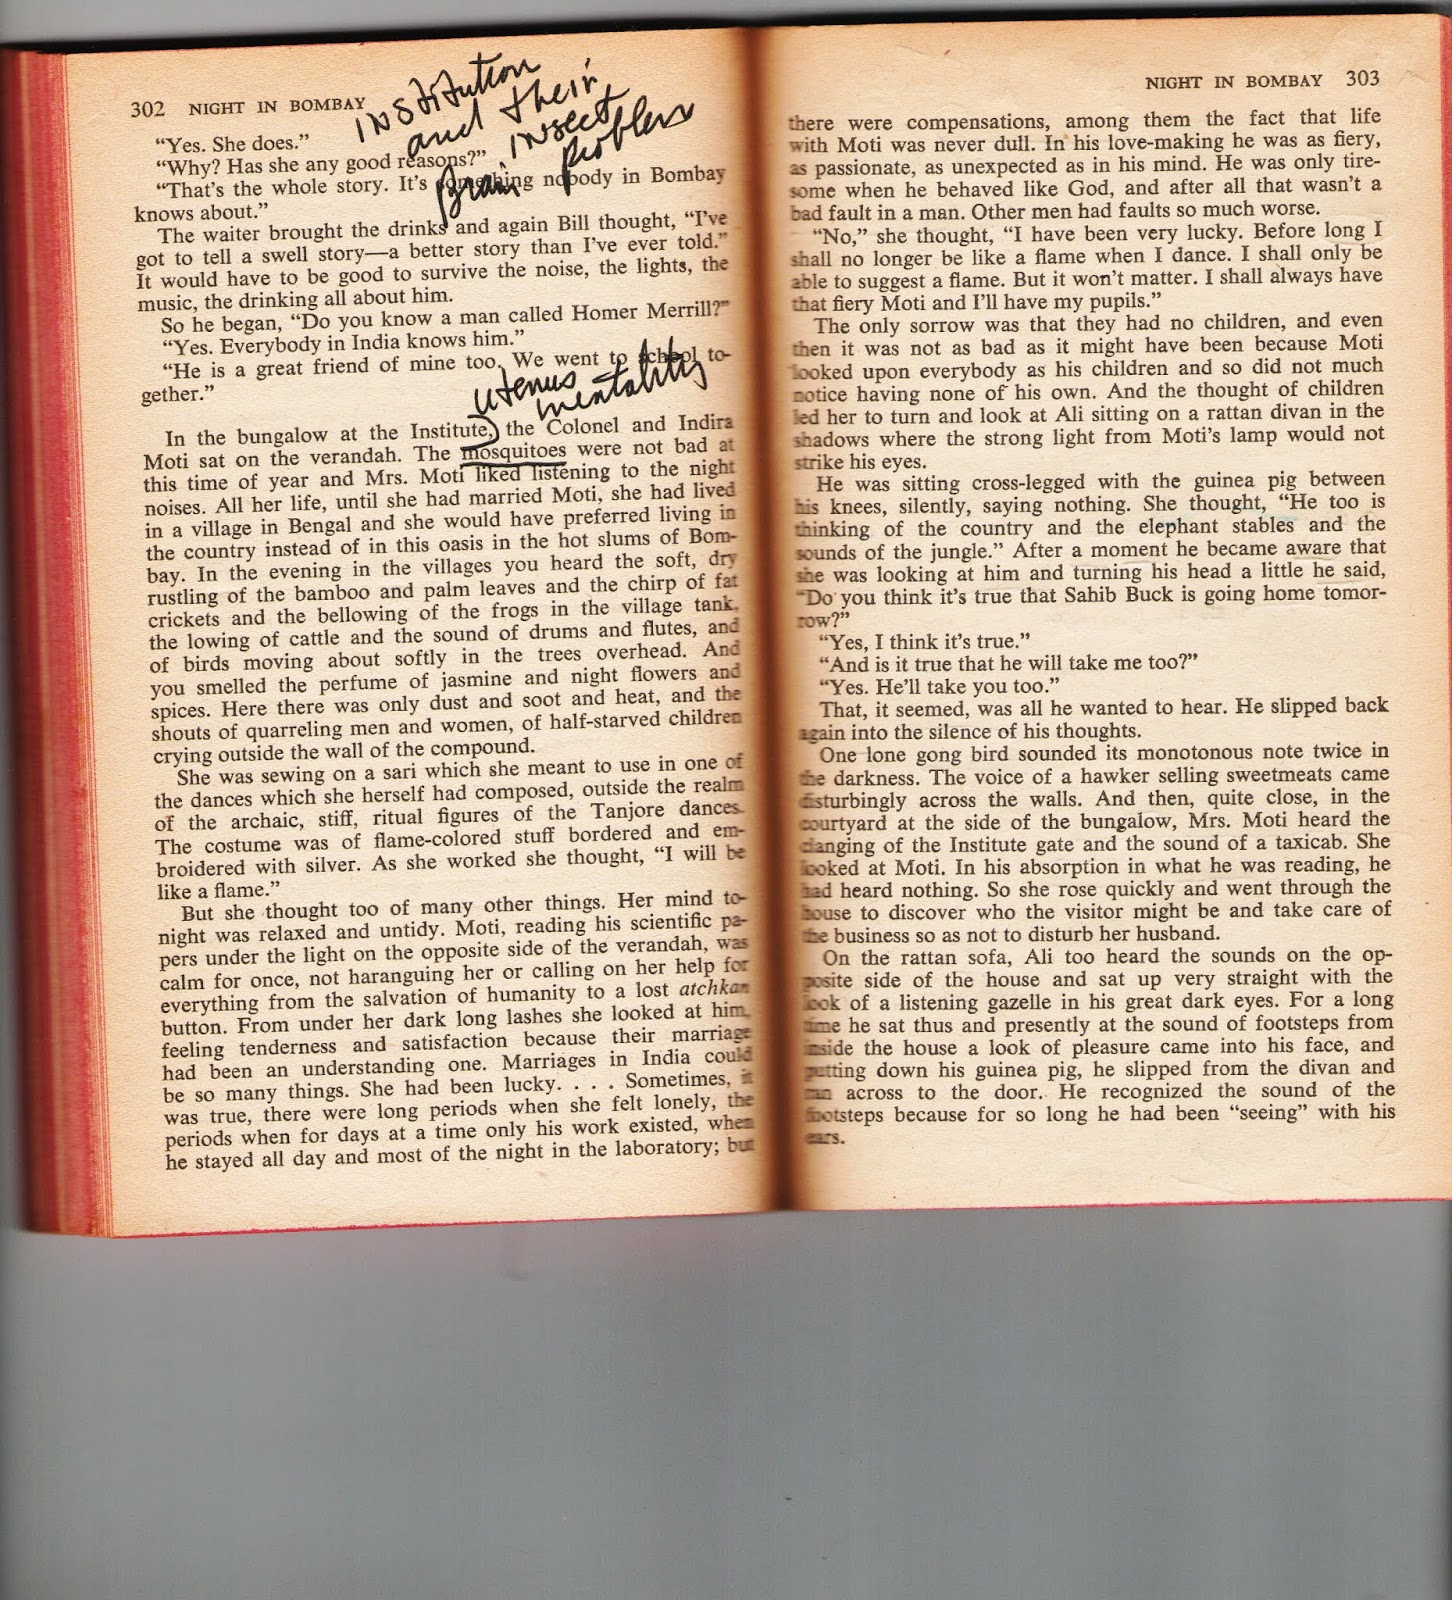 302 NIGHT IN BOMBAY
institution
and their
insect
Brain problem
"Yes. She does."
"Why? Has she any good reasons?"
"That's the whole story. It's something nobody in Bombay
knows about."
The waiter brought the drinks and again Bill thought, "I've
got to tell a swell story—a better story than I've ever told."
It would have to be good to survive the noise, the lights, the
music, the drinking all about him.
So he began, "Do you know a man called Homer Merrill?"
"Yes. Everybody in India knows him."
"He is a great friend of mine too. We went to school to-
gether."
mentality
In the bungalow at the Institute, the Colonel and Indira
Moti sat on the verandah. The mosquitoes were not bad at
this time of year and Mrs. Moti liked listening to the night
noises. All her life, until she had married Moti, she had lived
in a village in Bengal and she would have preferred living in
the country instead of in this oasis in the hot slums of Bom-
bay. In the evening in the villages you heard the soft, dry
rustling of the bamboo and palm leaves and the chirp of fat
crickets and the bellowing of the frogs in the village tank,
the lowing of cattle and the sound of drums and flutes, and
of birds moving about softly in the trees overhead. And
you smelled the perfume of jasmine and night flowers and
spices. Here there was only dust and soot and heat, and the
shouts of quarreling men and women, of half-starved children
crying outside the wall of the compound.
She was sewing on a sari which she meant to use in one of
the dances which she herself had composed, outside the realm
of the archaic, stiff, ritual figures of the Tanjore dances.
The costume was of flame-colored stuff bordered and em-
broidered with silver. As she worked she thought, "I will be
like a flame."
But she thought too of many other things. Her mind to-
night was relaxed and untidy. Moti, reading his scientific pa-
pers under the light on the opposite side of the verandah, was
calm for once, not haranguing her or calling on her help for
everything from the salvation of humanity to a lost atchkan
button. From under her dark long lashes she looked at him,
feeling tenderness and satisfaction because their marriage
had been an understanding one. Marriages in India could
be so many things. She had been lucky. . . . Sometimes, it
was true, there were long periods when she felt lonely, the
periods when for days at a time only his work existed, when
he stayed all day and most of the night in the laboratory; but
NIGHT IN BOMBAY 303
there were compensations, among them the fact that life
with Moti was never dull. In his love-making he was as fiery,
as passionate, as unexpected as in his mind. He was only tire-
some when he behaved like God, and after all that wasn't a
bad fault in a man. Other men had faults so much worse.
"No," she thought, "I have been very lucky. Before long I
shall no longer be like a flame when I dance. I shall only be
able to suggest a flame. But it won't matter. I shall always have
that fiery Moti and I'll have my pupils."
The only sorrow was that they had no children, and even
then it was not as bad as it might have been because Moti
looked upon everybody as his children and so did not much
notice having none of his own. And the thought of children
led her to turn and look at Ali sitting on a rattan divan in the
shadows where the strong light from Moti's lamp would not
strike his eyes.
He was sitting cross-legged with the guinea pig between
his knees, silently, saying nothing. She thought, "He too is
thinking of the country and the elephant stables and the
sounds of the jungle." After a moment he became aware that
she was looking at him and turning his head a little he said,
"Do you think it's true that Sahib Buck is going home tomor-
row?"
"Yes, I think it's true."
"And is it true that he will take me too?"
"Yes. He'll take you too."
That, it seemed, was all he wanted to hear. He slipped back
again into the silence of his thoughts.
One lone gong bird sounded its monotonous note twice in
the darkness. The voice of a hawker selling sweetmeats came
disturbingly across the walls. And then, quite close, in the
courtyard at the side of the bungalow, Mrs. Moti heard the
clanging of the Institute gate and the sound of a taxicab. She
looked at Moti. In his absorption in what he was reading, he
had heard nothing. So she rose quickly and went through the
house to discover who the visitor might be and take care of
the business so as not to disturb her husband.
On the rattan sofa, Ali too heard the sounds on the op-
posite side of the house and sat up very straight with the
look of a listening gazelle in his great dark eyes. For a long
time he sat thus and presently at the sound of footsteps from
inside the house a look of pleasure came into his face, and
putting down his guinea pig, he slipped from the divan and
ran across to the door. He recognized the sound of the
footsteps because for so long he had been "seeing" with his
ears.